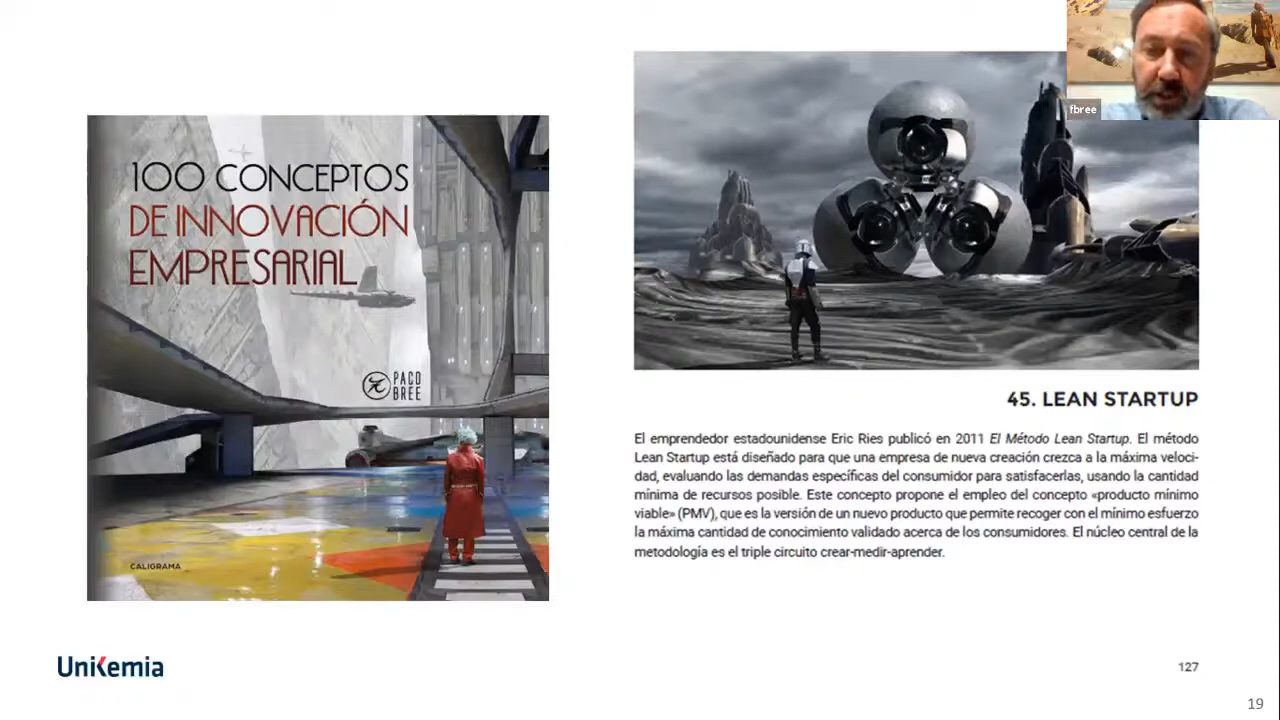 100 CONCEPTOS
DE INNOVACIÓN
EMPRESARIAL
PACO
BREE
CALIGRAMA
UniKemia
fbree
45. LEAN STARTUP
El emprendedor estadounidense Eric Ries publicó en 2011 El Método Lean Startup. El método
Lean Startup está diseñado para que una empresa de nueva creación crezca a la máxima veloci-
dad, evaluando las demandas específicas del consumidor para satisfacerlas, usando la cantidad
mínima de recursos posible. Este concepto propone el empleo del concepto «producto mínimo
viable» (PMV), que es la versión de un nuevo producto que permite recoger con el mínimo esfuerzo
la máxima cantidad de conocimiento validado acerca de los consumidores. El núcleo central de la
metodología es el triple circuito crear-medir-aprender.
127
19